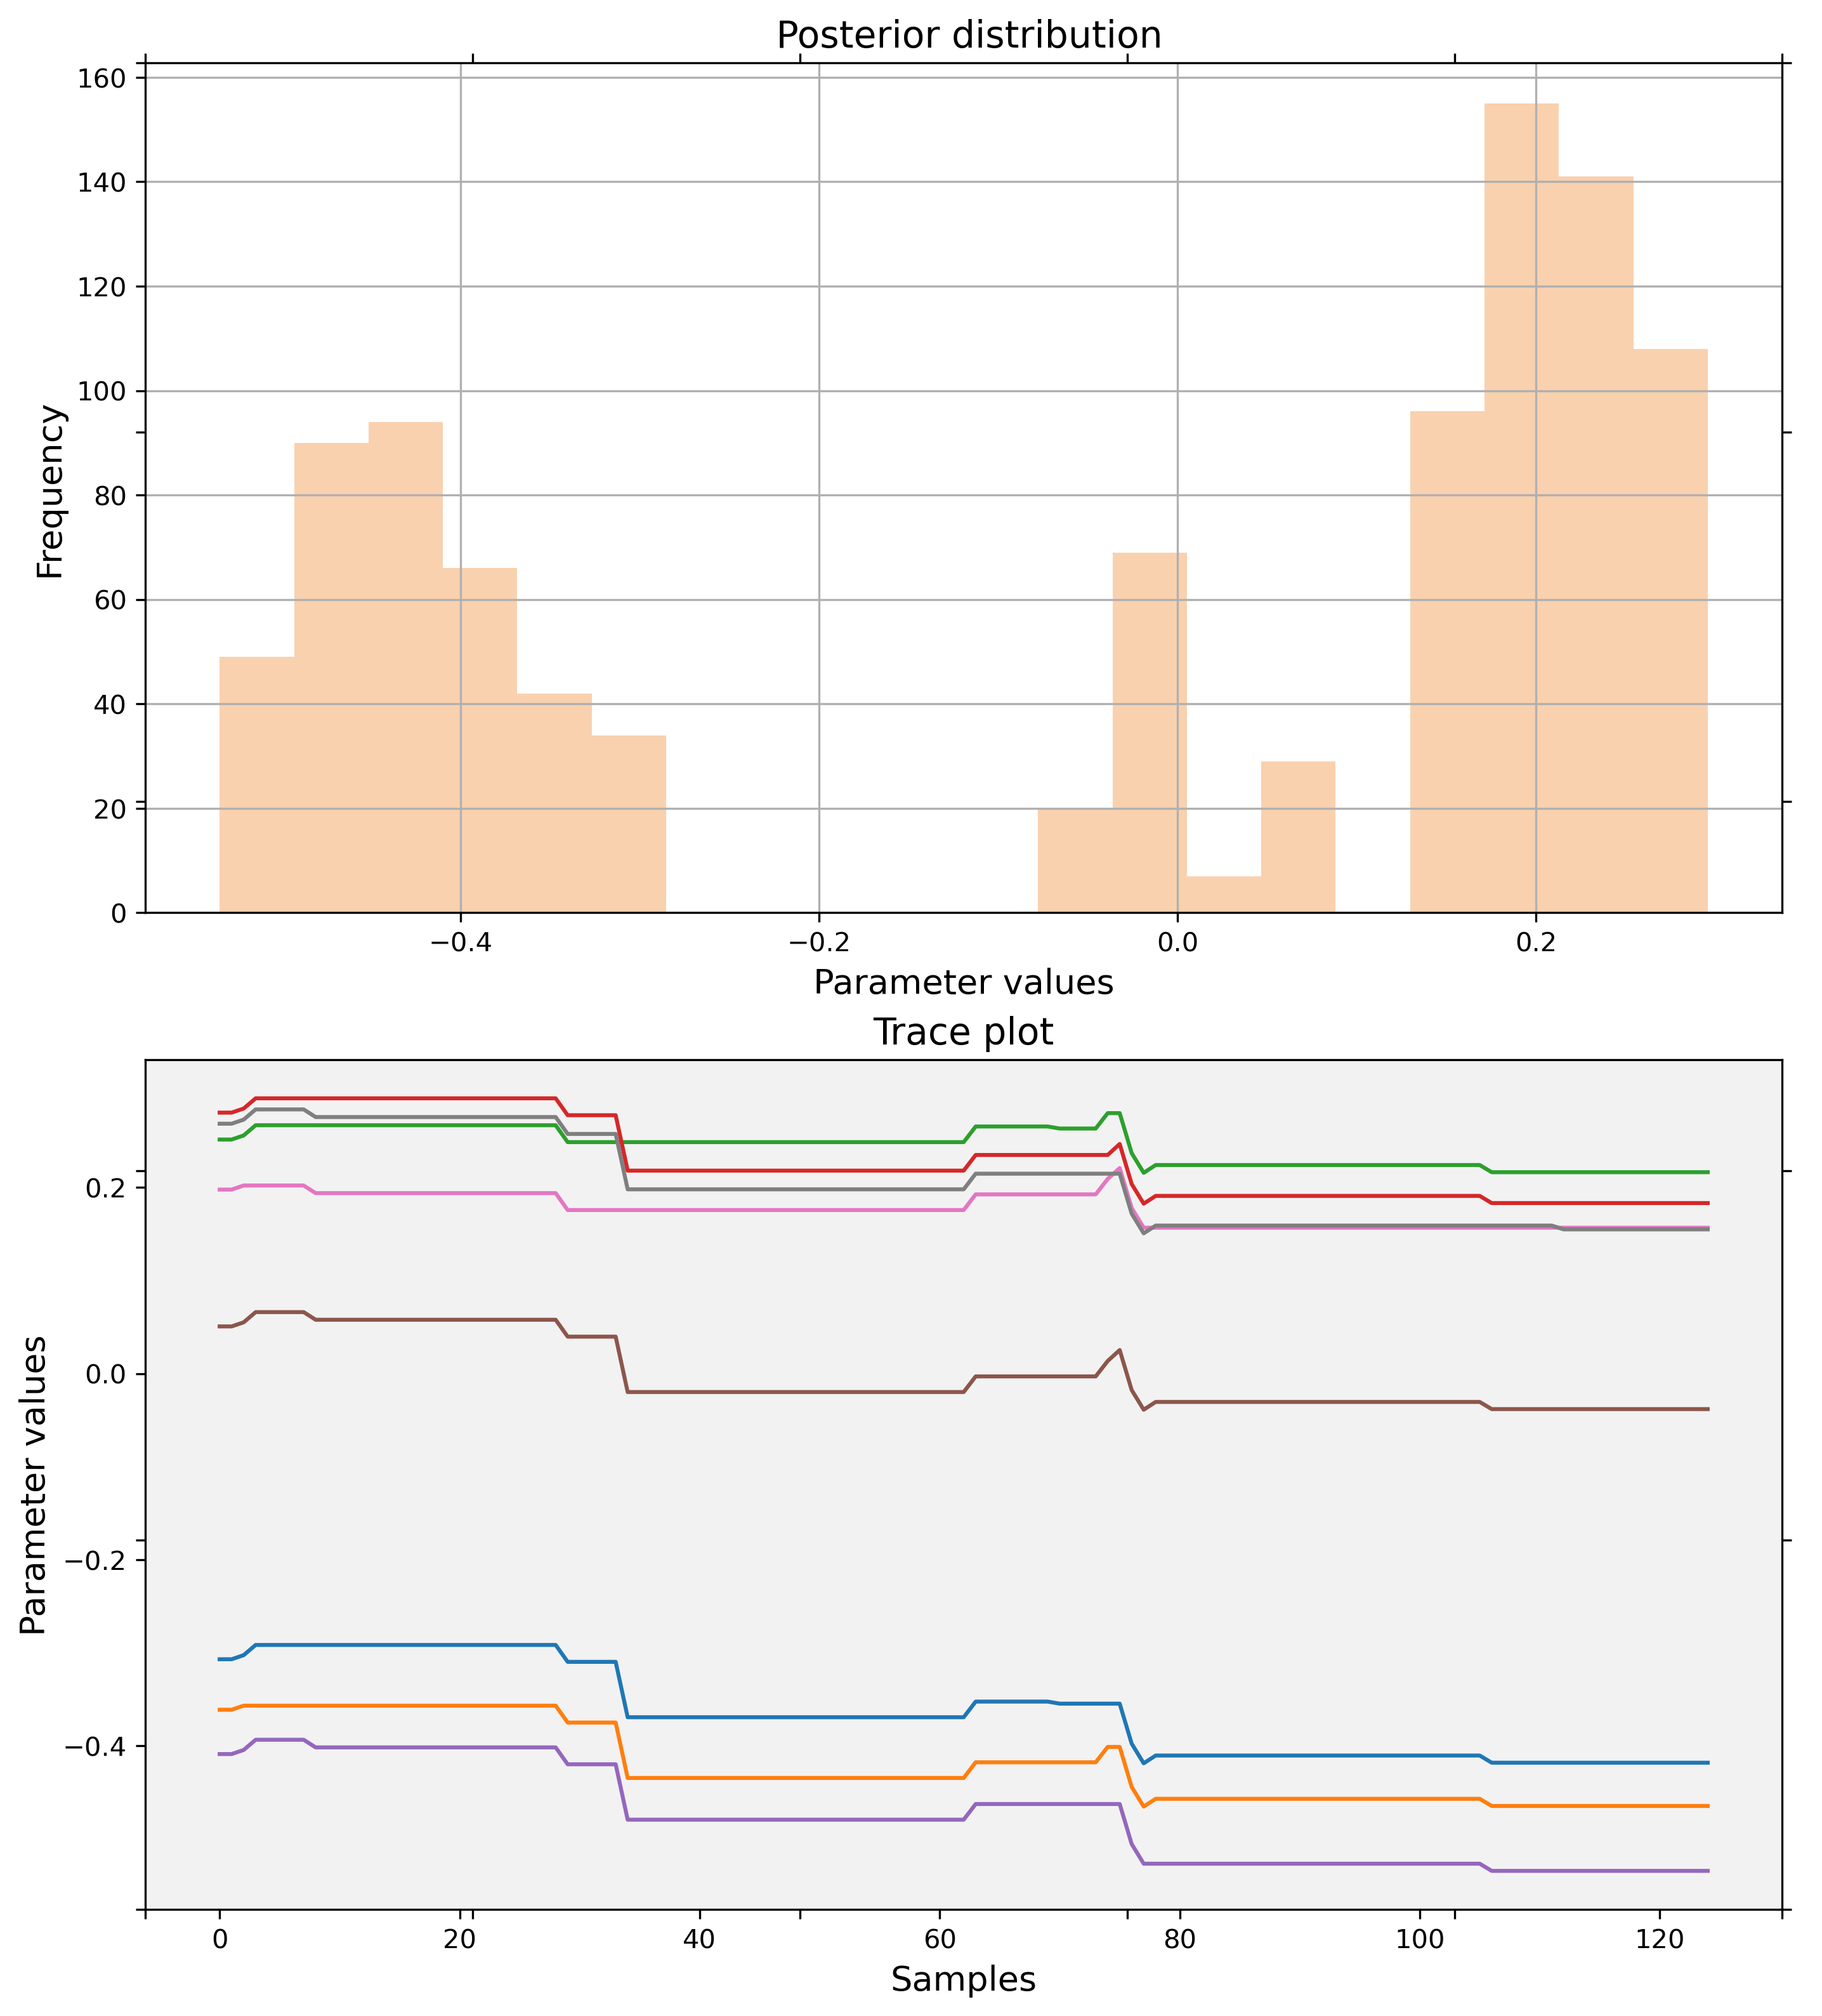 Posterior distribution
160
140
120
100
80
60
40
20
0
Frequency
−0.4 −0.2 0.0 0.2
Parameter values
Trace plot
0.2
0.0
−0.2
−0.4
Parameter values
0 20 40 60 80 100 120
Samples